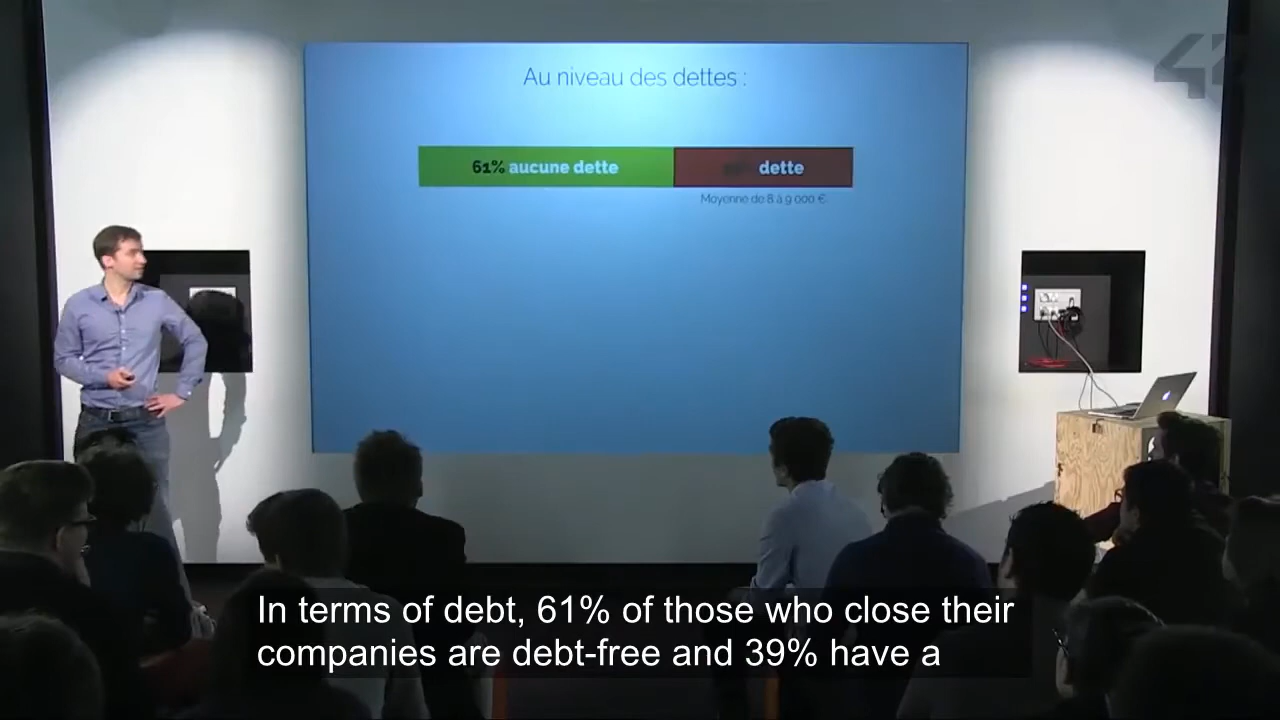 42
Au niveau des dettes :
61% aucune dette
dette
Moyenne de 8 à 9 000 €
In terms of debt, 61% of those who close their
companies are debt-free and 39% have a